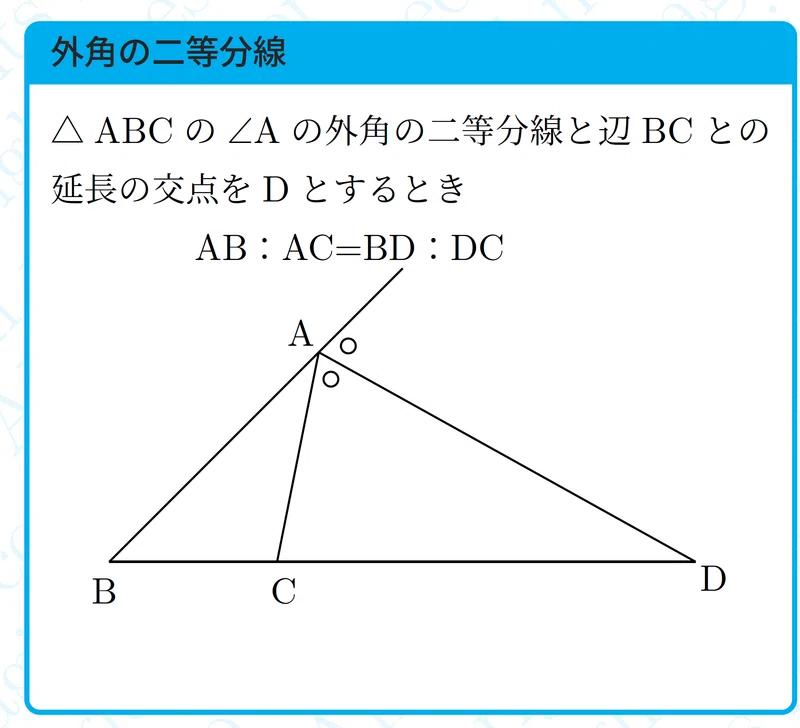 外角の二等分線
△ ABC の ∠A の外角の二等分線と辺 BC との
延長の交点を D とするとき
AB：AC=BD：DC
A
B
C
D